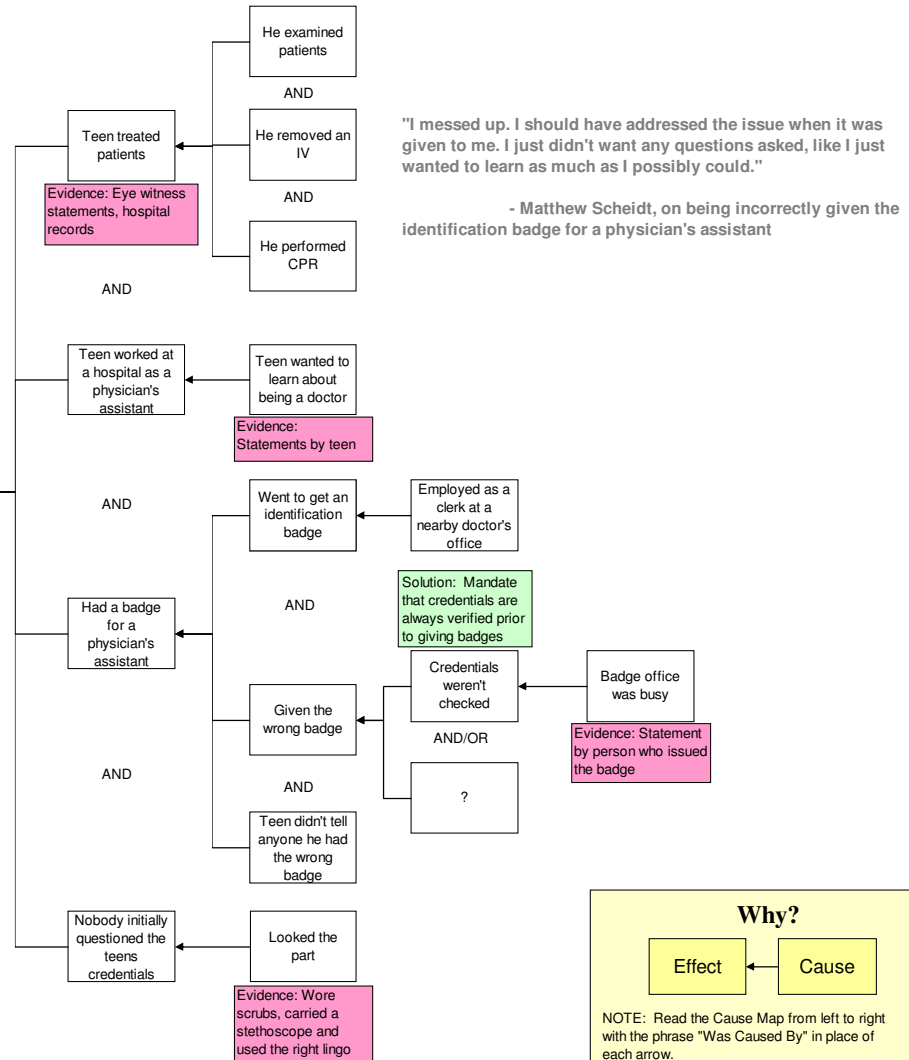 He examined
patients
AND
Teen treated
patients
He removed an
IV
Evidence: Eye witness
statements, hospital
records
AND
He performed
CPR
"I messed up. I should have addressed the issue when it was
given to me. I just didn't want any questions asked, like I just
wanted to learn as much as I possibly could."
- Matthew Scheidt, on being incorrectly given the
identification badge for a physician's assistant
AND
Teen worked at
a hospital as a
physician's
assistant
Teen wanted to
learn about
being a doctor
Evidence:
Statements by teen
AND
Went to get an
identification
badge
Employed as a
clerk at a
nearby doctor's
office
AND
Solution:  Mandate
that credentials are
always verified prior
to giving badges
Had a badge
for a
physician's
assistant
Given the
wrong badge
Credentials
weren't
checked
Badge office
was busy
Evidence: Statement
by person who issued
the badge
AND/OR
?
AND
AND
Teen didn't tell
anyone he had
the wrong
badge
Nobody initially
questioned the
teens
credentials
Looked the
part
Evidence: Wore
scrubs, carried a
stethoscope and
used the right lingo
Why?
Effect
Cause
NOTE:  Read the Cause Map from left to right
with the phrase "Was Caused By" in place of
each arrow.